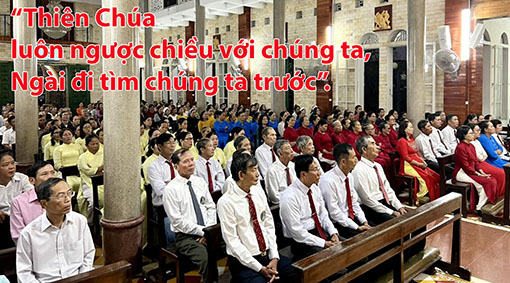 “Thiên Chúa
luôn ngược chiều với chúng ta,
Ngài đi tìm chúng ta trước”.